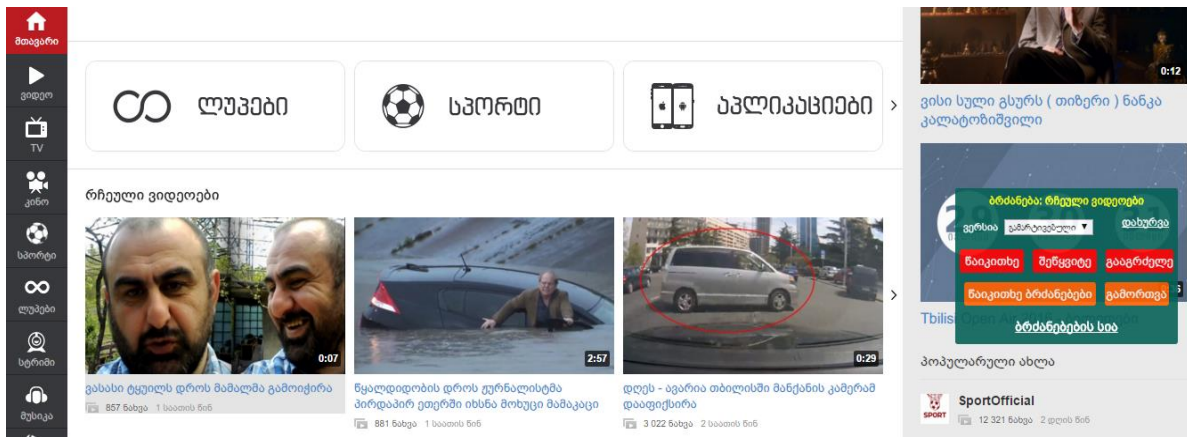 მთავარი
ვიდეო
TV
კინო
სპორტი
ლუპები
სტრიმი
მუსიკა
ლუპები
სპორტი
აპლიკაციები
რჩეული ვიდეოები
0:07
ვასასი ტყუილს დროს მამალმა გამოიჭირა
857 ნახვა 1 საათის წინ
2:57
წყალდიდობის დროს ჟურნალისტმა
პირდაპირ ეთერში იხსნა მოხუცი მამაკაცი
881 ნახვა 1 საათის წინ
0:29
დღეს - ავარია თბილისში მანქანის კამერამ
დააფიქსირა
3 022 ნახვა 2 საათის წინ
0:12
ვისი სული გსურს ( თიზერი ) ნანკა
კალატოზიშვილი
ბრძანება: რჩეული ვიდეოები
ვერსია გამარტივებული დახურვა
წაიკითხე შეწყვიტე გააგრძელე
წაიკითხე ბრძანებები გამორთვა
ბრძანებების სია
პოპულარული ახლა
SPORT
SportOfficial
12 321 ნახვა 2 დღის წინ